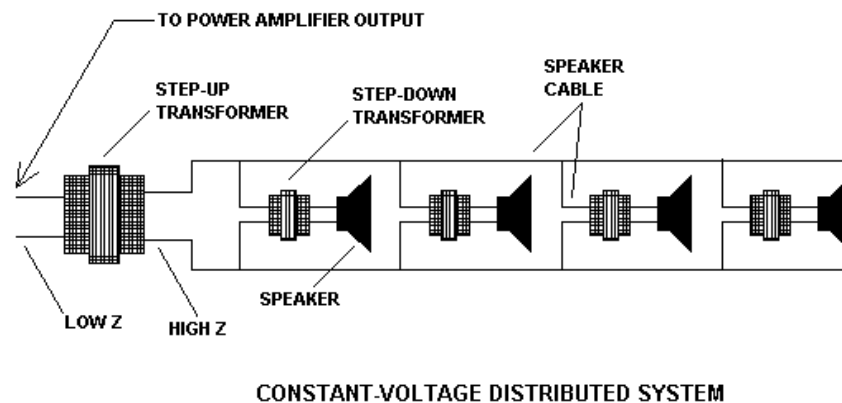 TO POWER AMPLIFIER OUTPUT
STEP-UP
TRANSFORMER
STEP-DOWN
TRANSFORMER
SPEAKER
CABLE
SPEAKER
LOW Z
HIGH Z
CONSTANT-VOLTAGE DISTRIBUTED SYSTEM